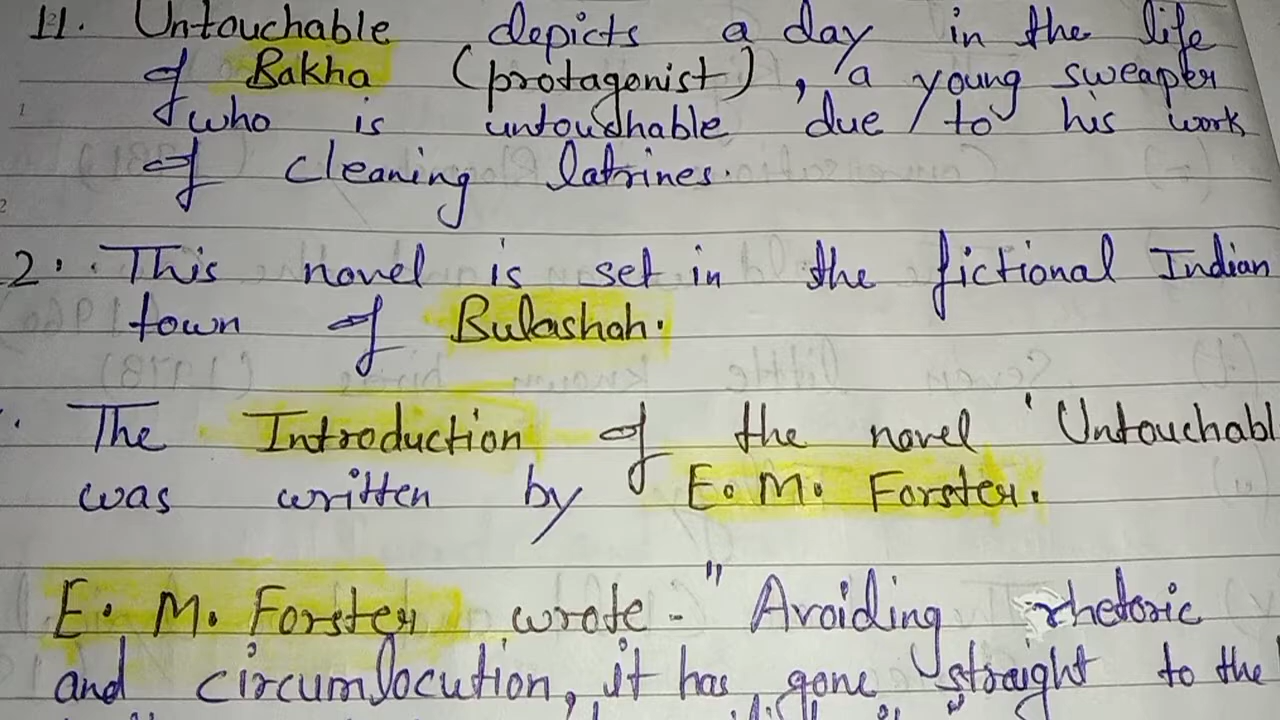 11. Untouchable depicts a day in the life
of Bakha (protagonist), a young sweaper
who is untoudhable due to his work
of cleaning latrines.
2. This novel is set in the fictional Indian
town of Bulashah.
The Introduction of the novel 'Untouchabl
was written by E. M. Forster.
E. M. Forster wrote - " Avoiding rhetoric
and circumlocution, it has gone straight to the